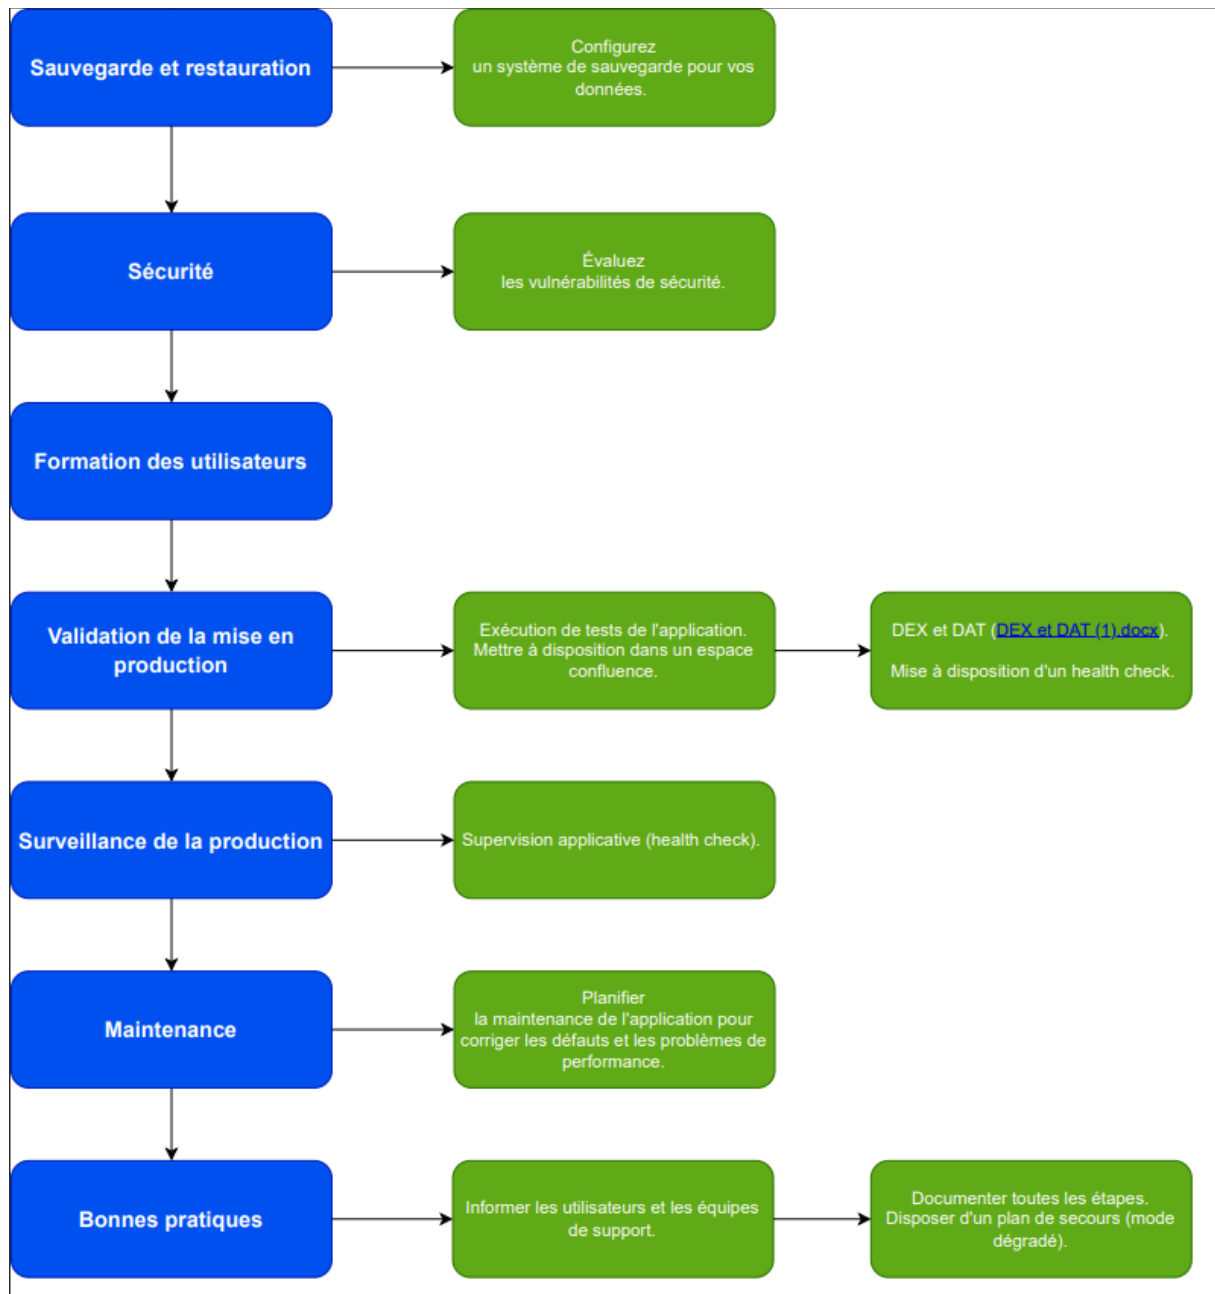 Sauvegarde et restauration
Configurez
un système de sauvegarde pour vos
données.
Sécurité
Évaluez
les vulnérabilités de sécurité.
Formation des utilisateurs
Validation de la mise en
production
Exécution de tests de l'application.
Mettre à disposition dans un espace
confluence.
DEX et DAT (DEX et DAT (1).docx).
Mise à disposition d'un health check.
Surveillance de la production
Supervision applicative (health check).
Maintenance
Planifier
la maintenance de l'application pour
corriger les défauts et les problèmes de
performance.
Bonnes pratiques
Informer les utilisateurs et les équipes
de support.
Documenter toutes les étapes.
Disposer d'un plan de secours (mode
dégradé).